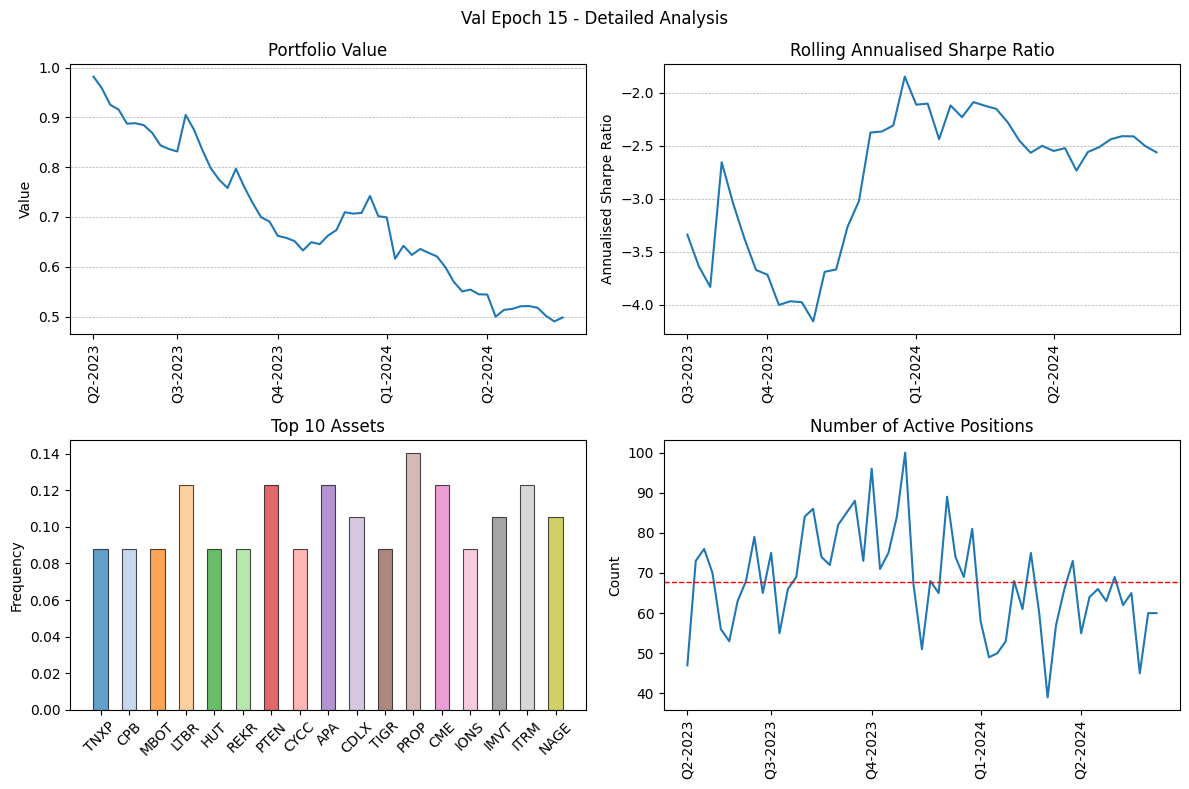 Val Epoch 15 - Detailed Analysis
Portfolio Value
Value
1.0
0.9
0.8
0.7
0.6
0.5
Q2-2023
Q3-2023
Q4-2023
Q1-2024
Q2-2024
Rolling Annualised Sharpe Ratio
Annualised Sharpe Ratio
−2.0
−2.5
−3.0
−3.5
−4.0
Q3-2023
Q4-2023
Q1-2024
Q2-2024
Top 10 Assets
Frequency
0.14
0.12
0.10
0.08
0.06
0.04
0.02
0.00
TNXP
CPB
MBOT
LTBR
HUT
REKR
PTEN
CYCC
APA
CDLX
TIGR
PROP
CME
IONS
IMVT
ITRM
NAGE
Number of Active Positions
Count
100
90
80
70
60
50
40
Q2-2023
Q3-2023
Q4-2023
Q1-2024
Q2-2024